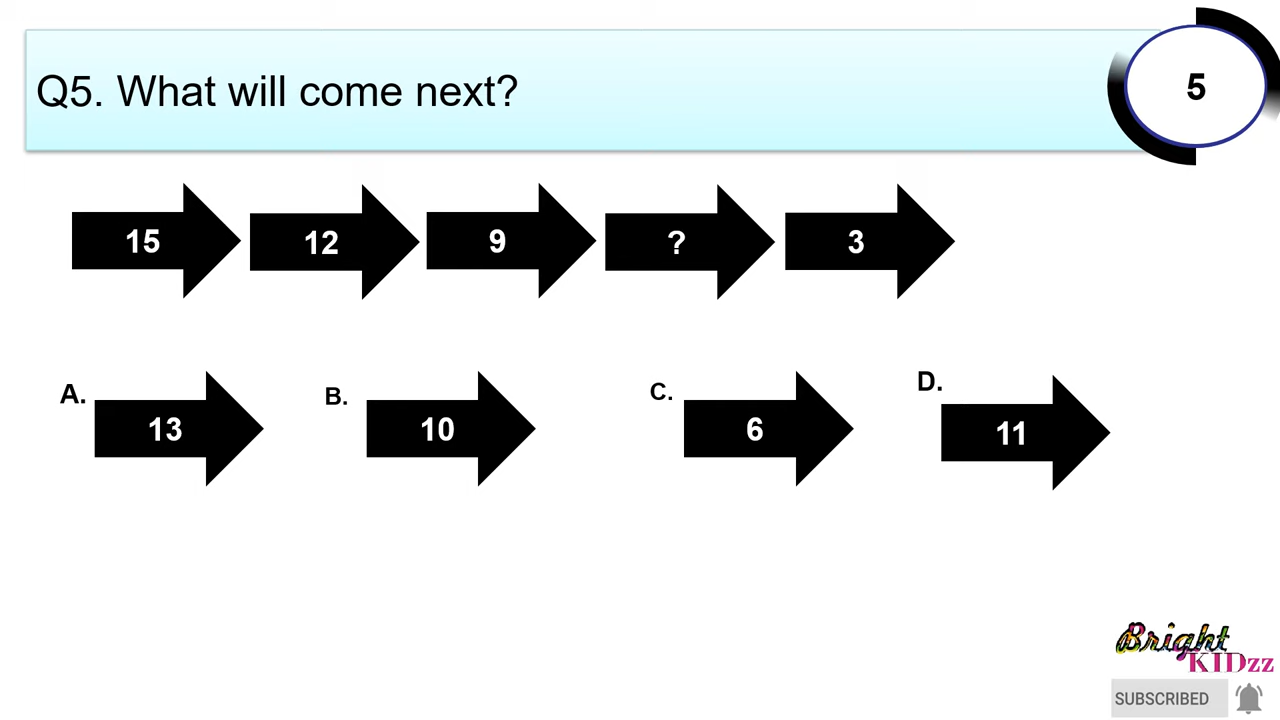 Q5. What will come next?
5
15 12 9 ? 3
A. 13 B. 10 C. 6 D. 11
Bright
KIDzz
SUBSCRIBED